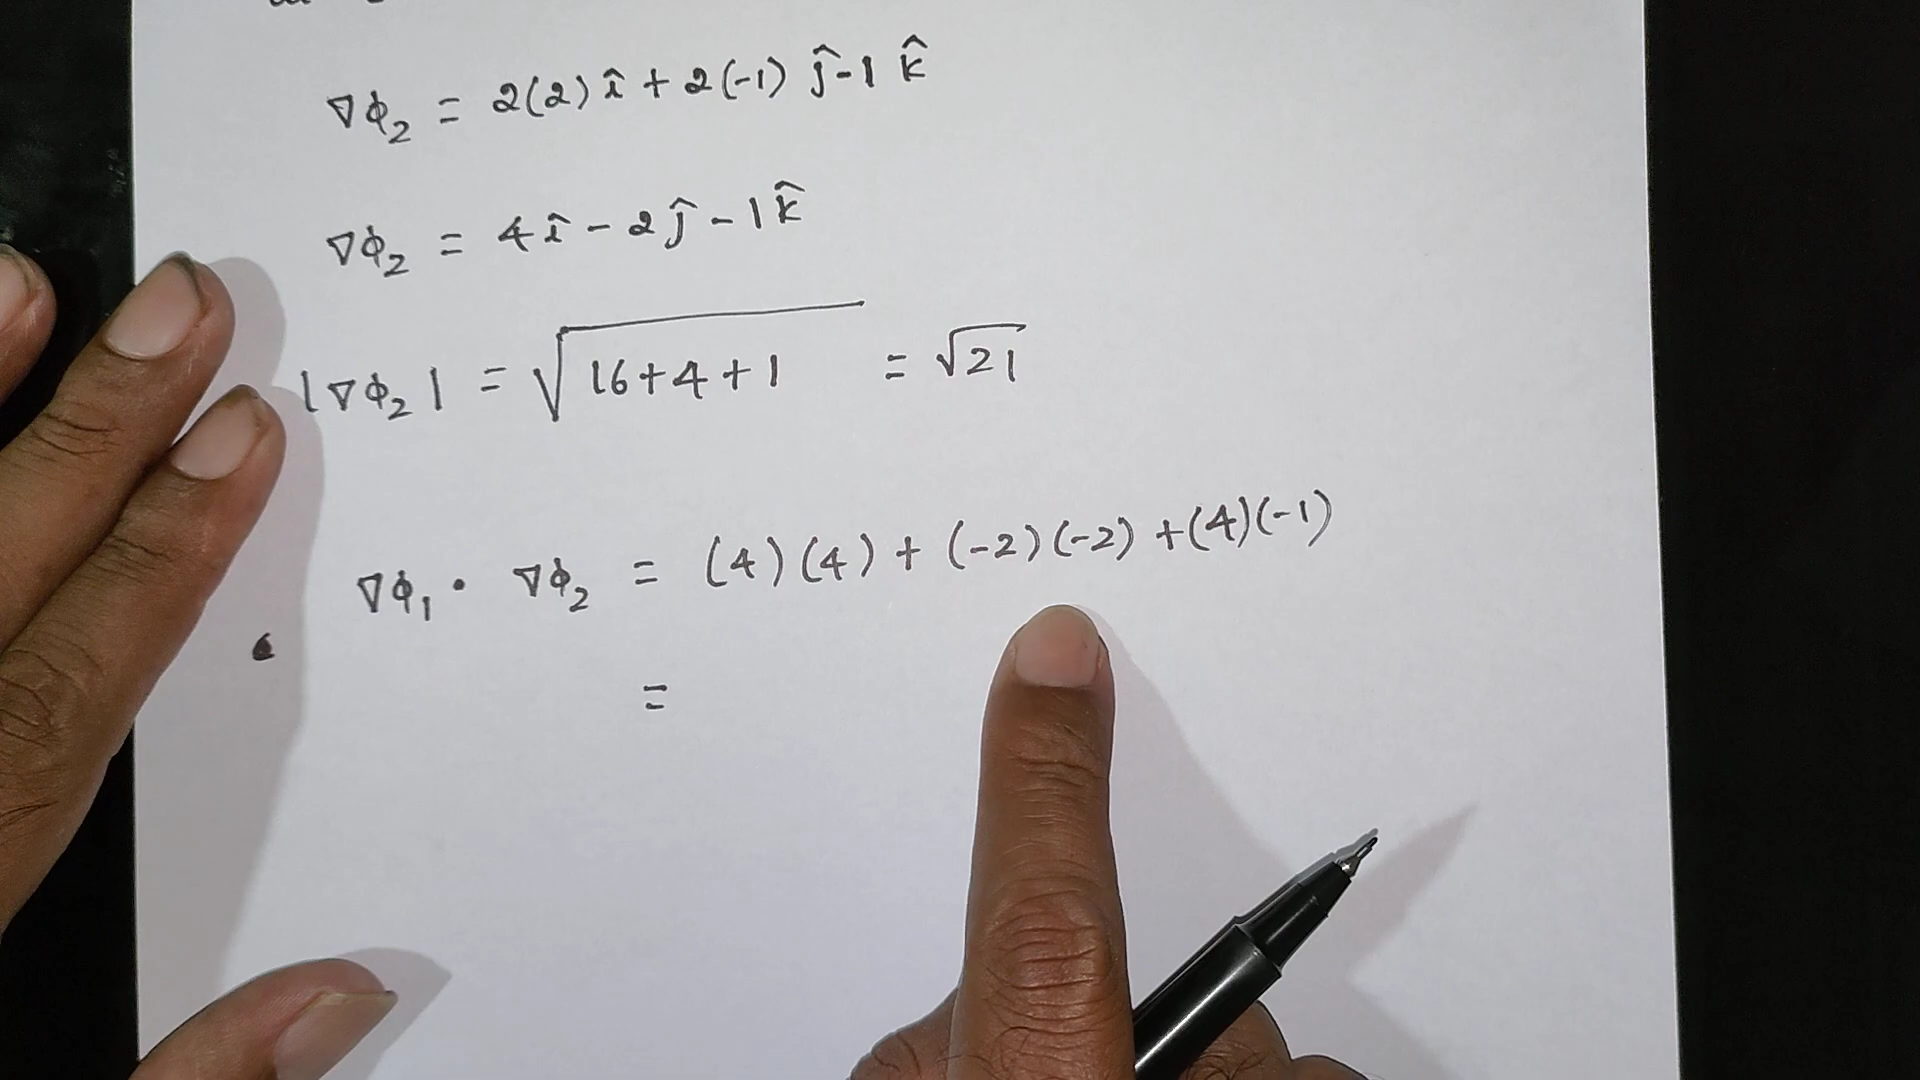 ∇ϕ₂ = 2(2) î + 2(-1) ĵ - 1 k̂
∇ϕ₂ = 4î - 2ĵ - 1k̂
|∇ϕ₂| = √16+4+1 = √21
∇ϕ₁ · ∇ϕ₂ = (4)(4) + (-2)(-2) + (4)(-1)
=